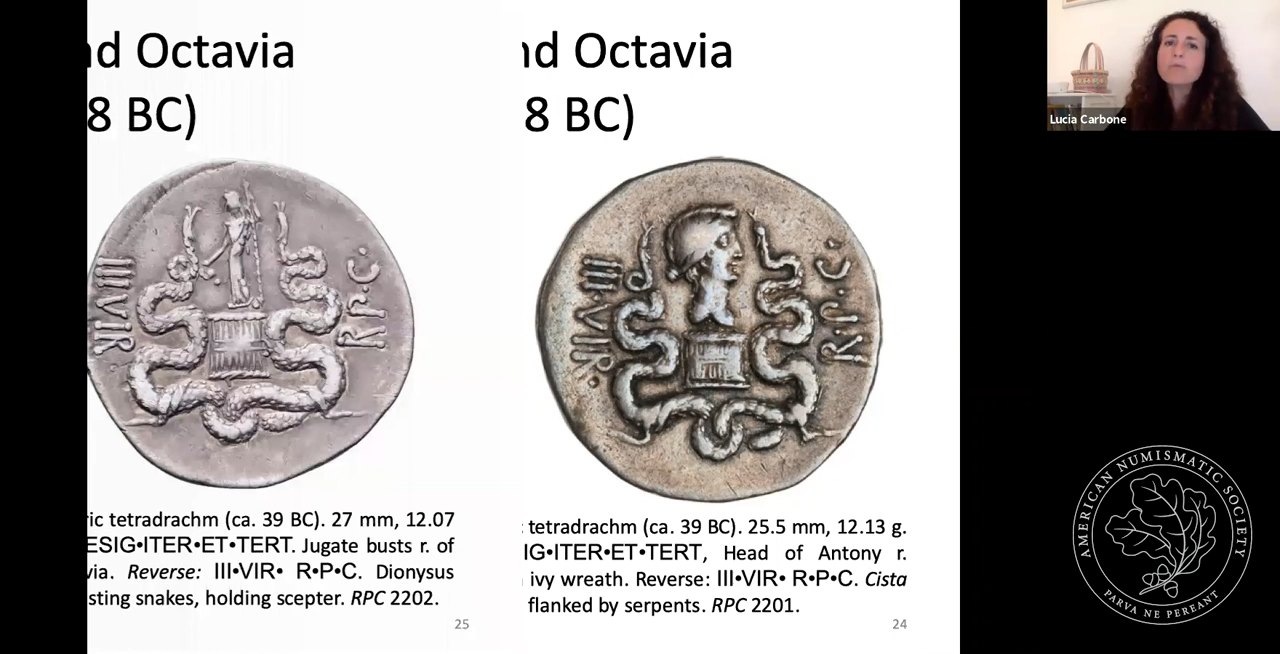 nd Octavia
8 BC)
III VIR
R·P·C·
ric tetradrachm (ca. 39 BC). 27 mm, 12.07
ESIG•ITER•ET•TERT. Jugate busts r. of
via. Reverse: III•VIR• R•P•C. Dionysus
sting snakes, holding scepter. RPC 2202.
25
nd Octavia
8 BC)
III·VIR·
R·P·C·
tetradrachm (ca. 39 BC). 25.5 mm, 12.13 g.
IG•ITER•ET•TERT, Head of Antony r.
ivy wreath. Reverse: III•VIR• R•P•C. Cista
flanked by serpents. RPC 2201.
24
Lucia Carbone
AMERICAN NUMISMATIC SOCIETY
PARVA NE PEREANT